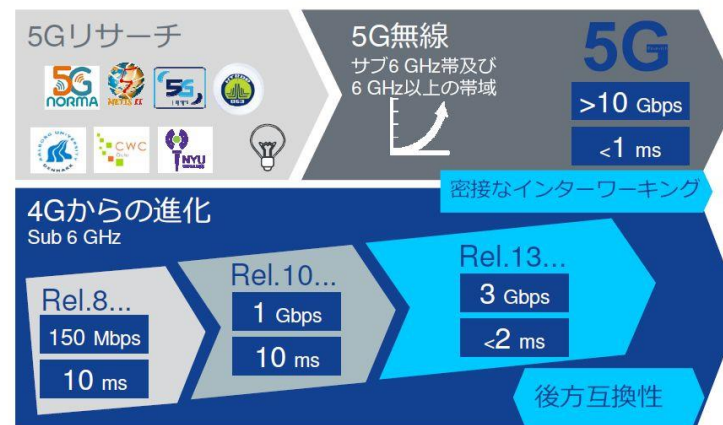 5Gリサーチ
5G
NORMA
METIS II
5G
CWC
NYU
5G無線
サブ6 GHz帯及び
6 GHz以上の帯域
5G
>10 Gbps
<1 ms
密接なインターワーキング
4Gからの進化
Sub 6 GHz
Rel.8...
150 Mbps
10 ms
Rel.10...
1 Gbps
10 ms
Rel.13...
3 Gbps
<2 ms
後方互換性